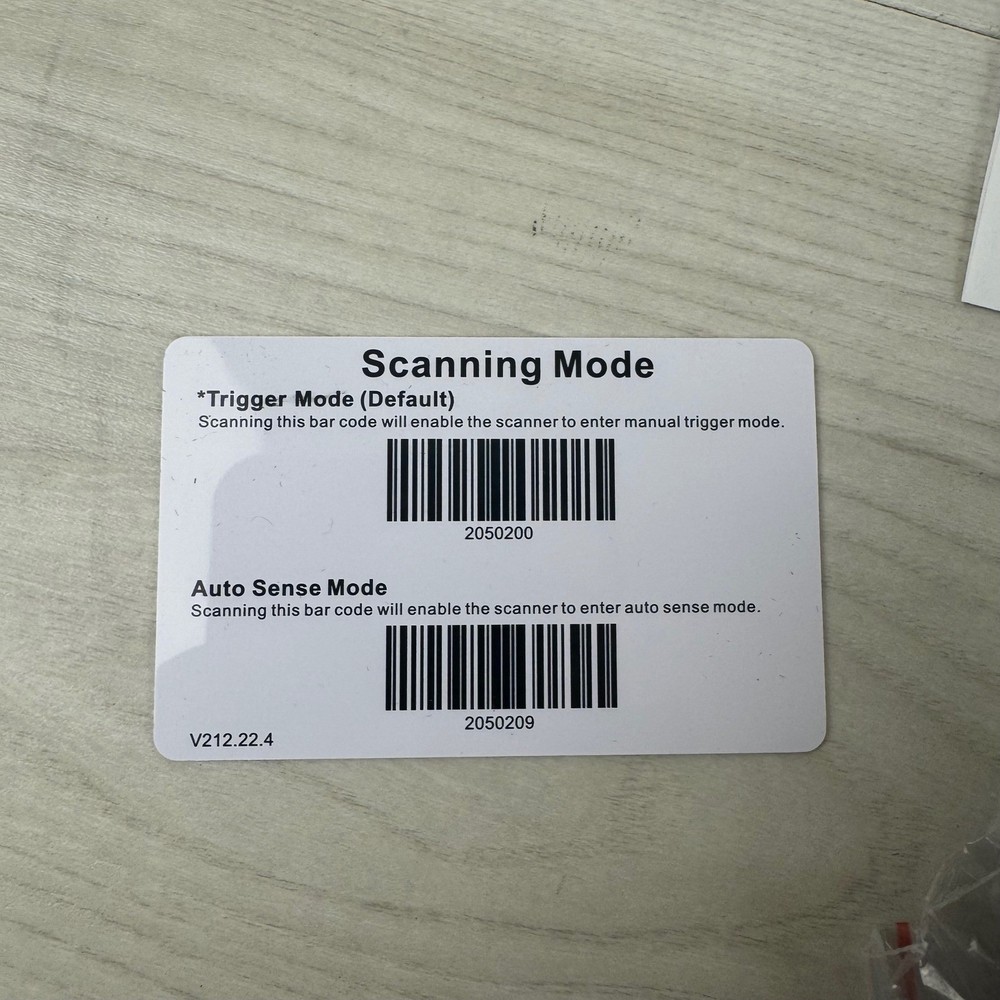 Scanning Mode
*Trigger Mode (Default)
Scanning this bar code will enable the scanner to enter manual trigger mode.
2050200
Auto Sense Mode
Scanning this bar code will enable the scanner to enter auto sense mode.
2050209
V212.22.4